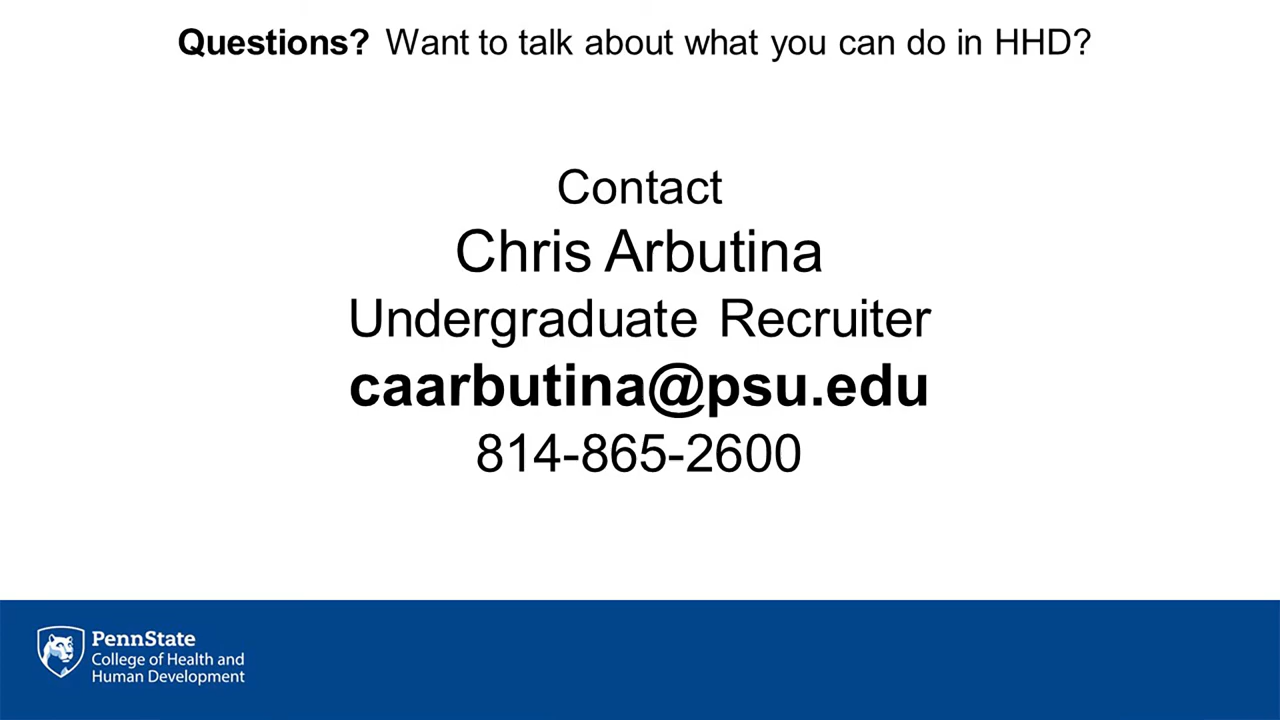 Questions? Want to talk about what you can do in HHD?
Contact
Chris Arbutina
Undergraduate Recruiter
caarbutina@psu.edu
814-865-2600
PennState
College of Health and
Human Development